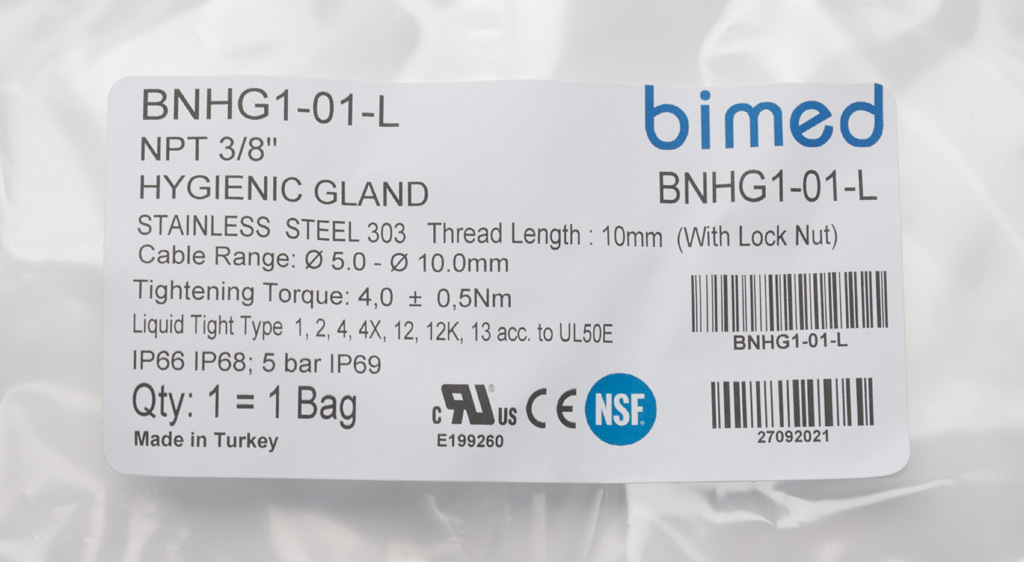 BNHG1-01-L
bimed
NPT 3/8"
HYGIENIC GLAND
BNHG1-01-L
STAINLESS STEEL 303 Thread Length : 10mm (With Lock Nut)
Cable Range: Ø 5.0 - Ø 10.0mm
Tightening Torque: 4,0 ± 0,5Nm
Liquid Tight Type 1, 2, 4, 4X, 12, 12K, 13 acc. to UL50E
BNHG1-01-L
IP66 IP68; 5 bar IP69
Qty: 1 = 1 Bag
c RU ® US CE NSF.
Made in Turkey
E199260
27092021